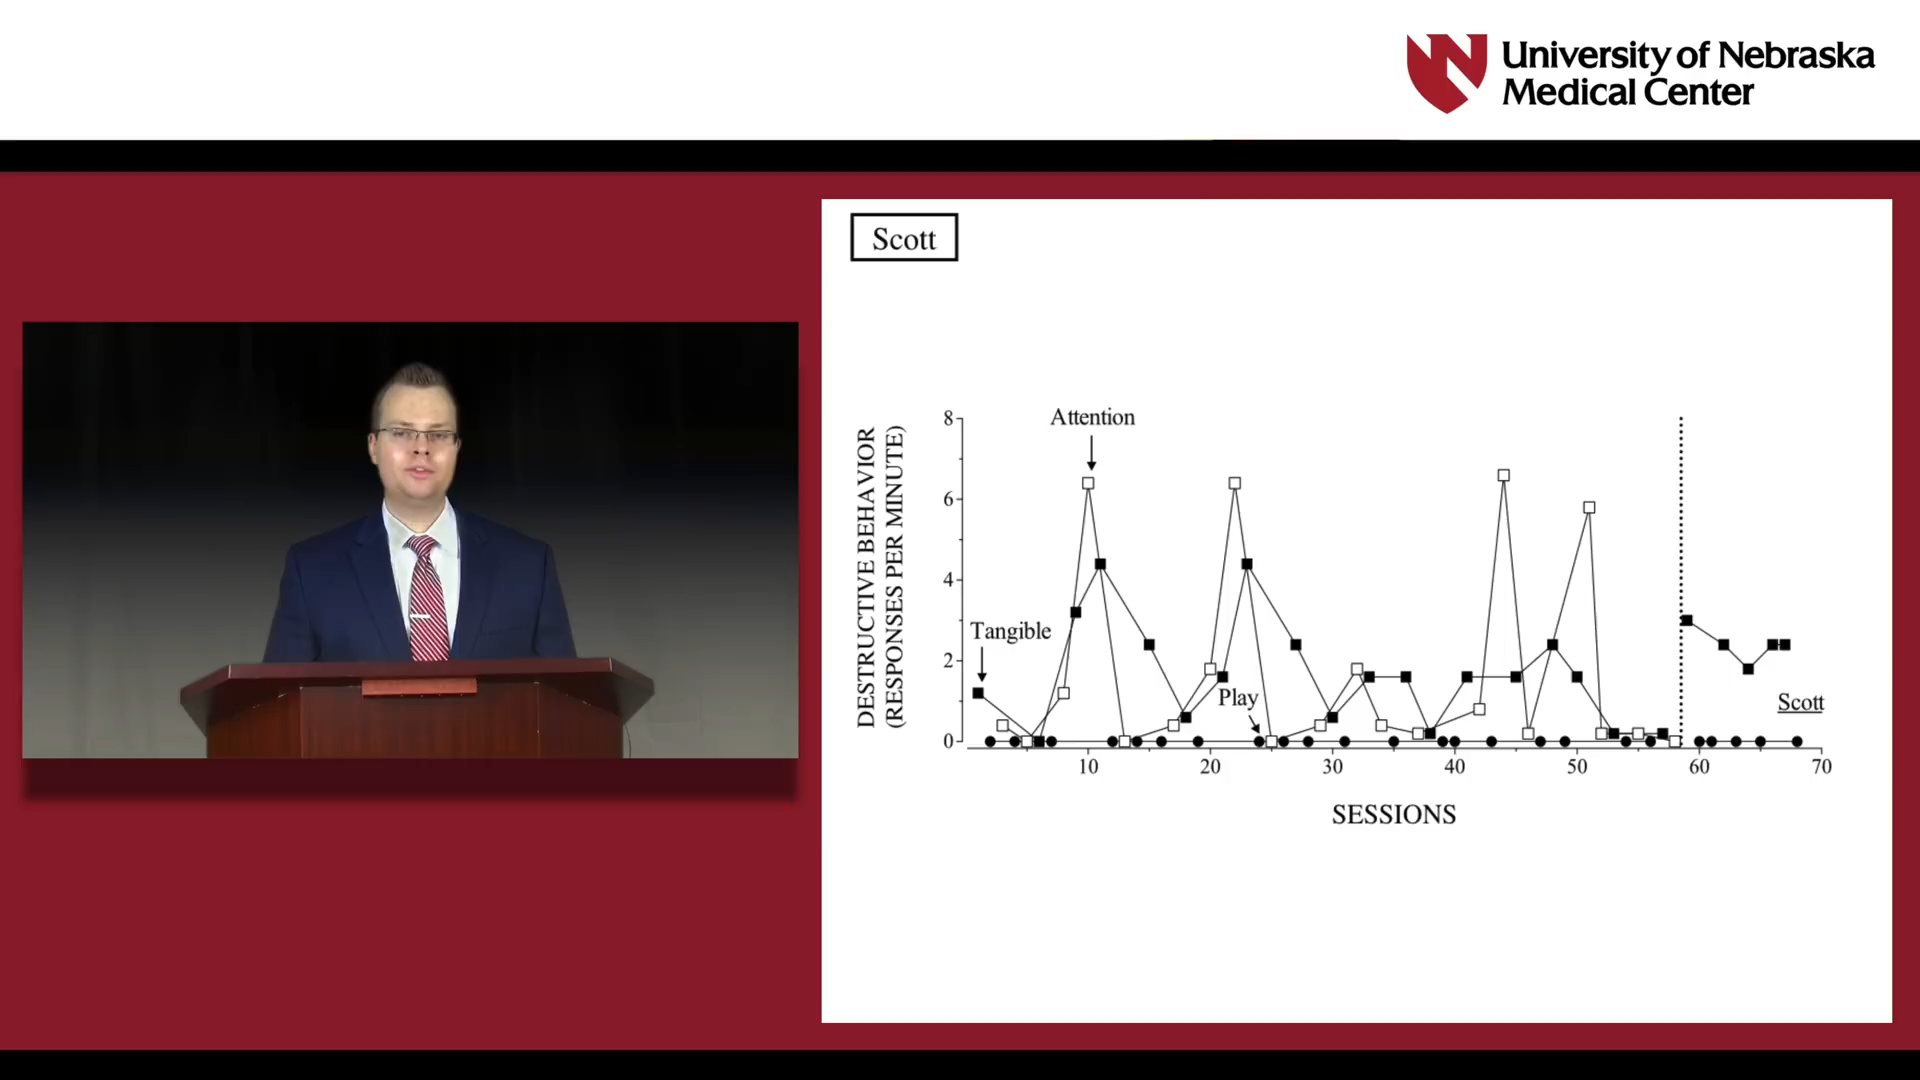 University of Nebraska
Medical Center
Scott
DESTRUCTIVE BEHAVIOR
(RESPONSES PER MINUTE)
8
6
4
2
0
Attention
Tangible
Play
Scott
10 20 30 40 50 60 70
SESSIONS